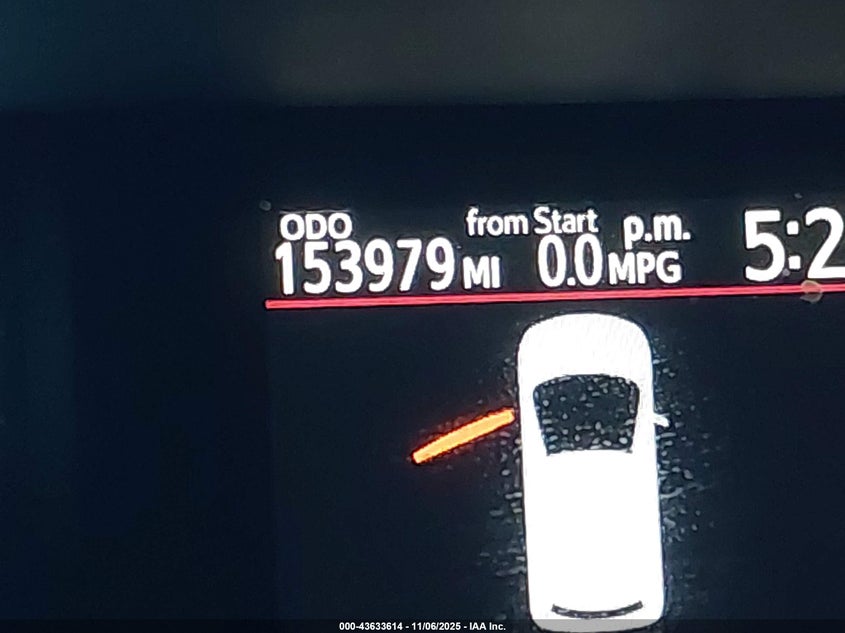 ODO from Start p.m. 5:2
153979 MI 0.0 MPG
000-43633614 - 11/06/2025 - IAA Inc.